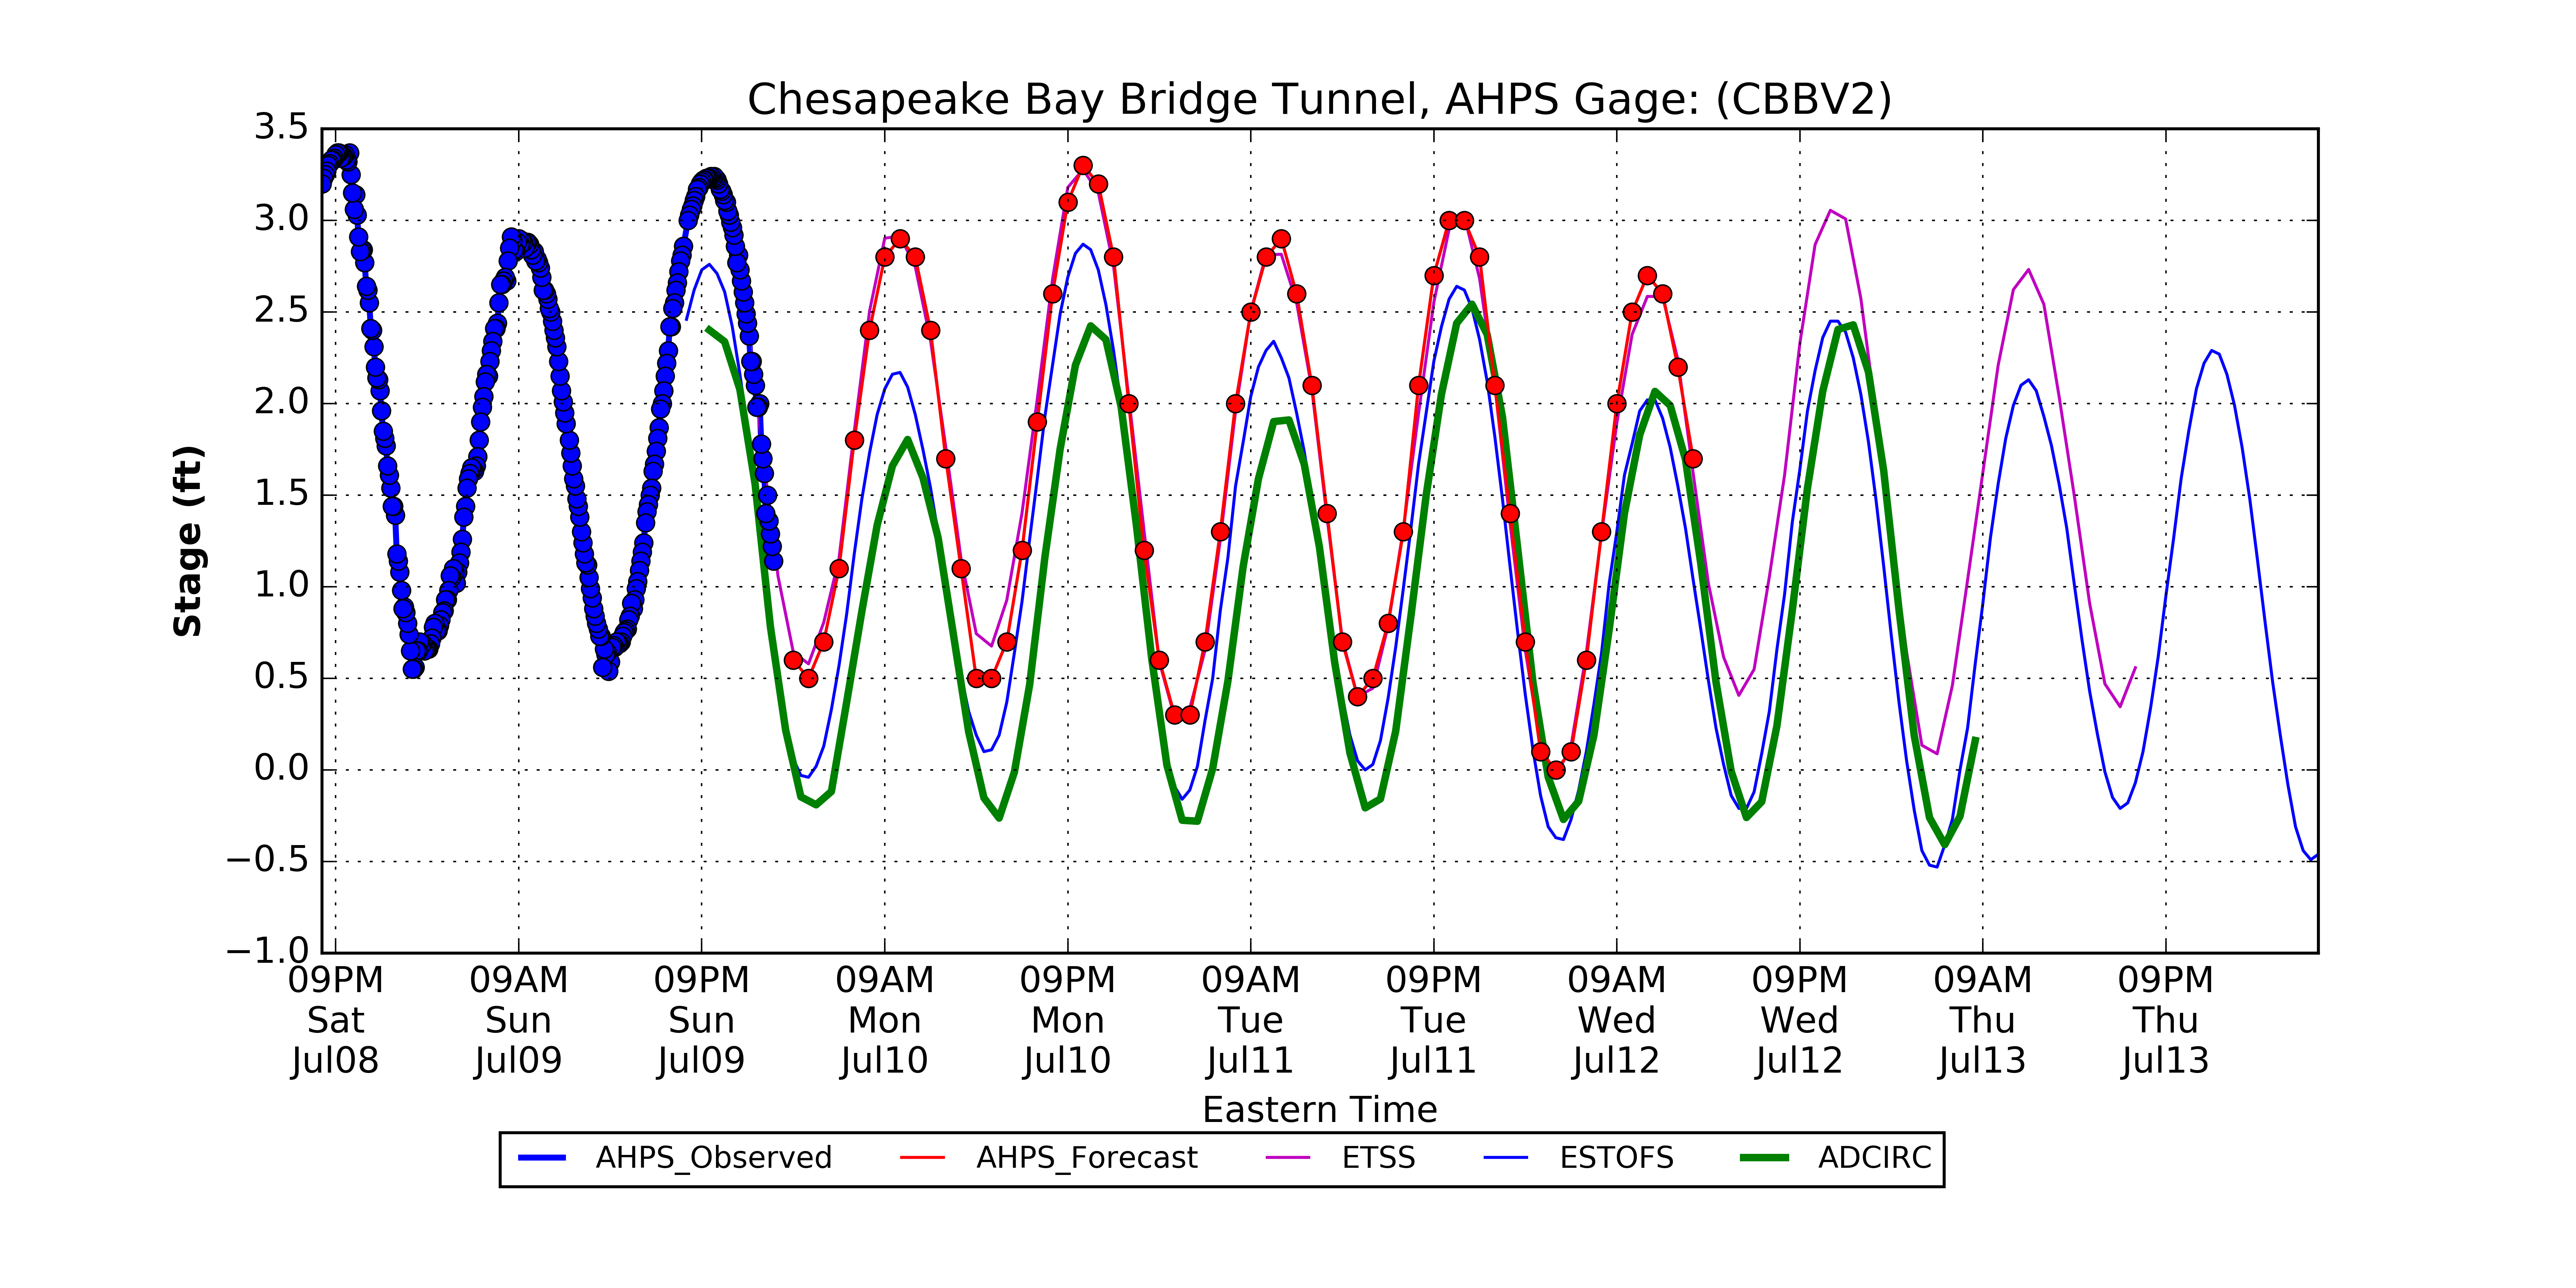 Chesapeake Bay Bridge Tunnel, AHPS Gage: (CBBV2)
3.5
3.0
2.5
2.0
1.5
1.0
0.5
0.0
−0.5
−1.0
Stage (ft)
09PM 09AM 09PM 09AM 09PM 09AM 09PM 09AM 09PM 09AM 09PM
Sat Sun Sun Mon Mon Tue Tue Wed Wed Thu Thu
Jul08 Jul09 Jul09 Jul10 Jul10 Jul11 Jul11 Jul12 Jul12 Jul13 Jul13
Eastern Time
AHPS_Observed AHPS_Forecast ETSS ESTOFS ADCIRC